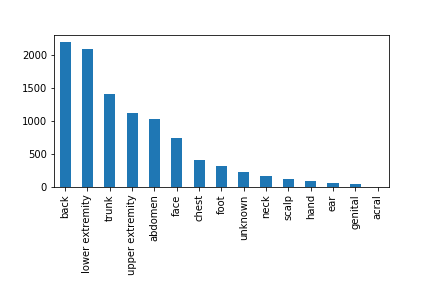 2000
1500
1000
500
0
back
lower extremity
trunk
upper extremity
abdomen
face
chest
foot
unknown
neck
scalp
hand
ear
genital
acral